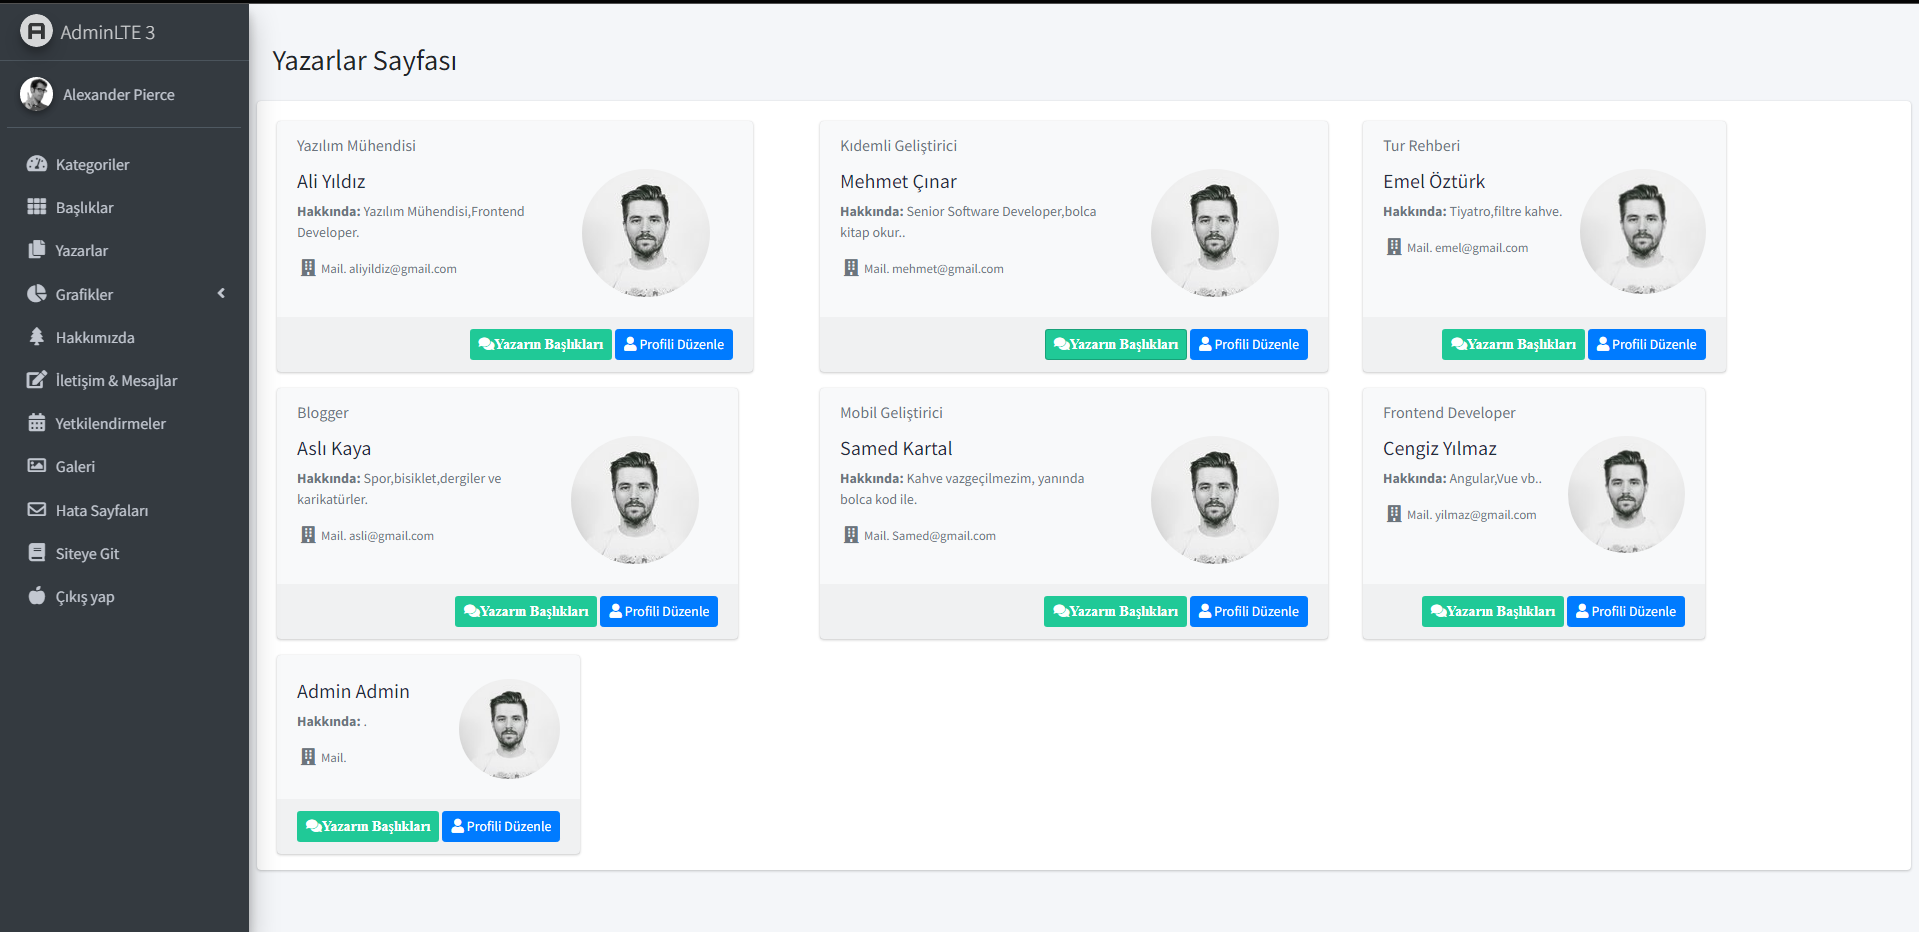 AdminLTE 3
Alexander Pierce
Kategoriler
Başlıklar
Yazarlar
Grafikler
Hakkımızda
İletişim & Mesajlar
Yetkilendirmeler
Galeri
Hata Sayfaları
Siteye Git
Çıkış yap
Yazarlar Sayfası
Yazılım Mühendisi
Ali Yıldız
Hakkında: Yazılım Mühendisi,Frontend
Developer.
Mail. aliyildiz@gmail.com
Yazarın Başlıkları Profili Düzenle
Kıdemli Geliştirici
Mehmet Çınar
Hakkında: Senior Software Developer,bolca
kitap okur..
Mail. mehmet@gmail.com
Yazarın Başlıkları Profili Düzenle
Tur Rehberi
Emel Öztürk
Hakkında: Tiyatro,filtre kahve.
Mail. emel@gmail.com
Yazarın Başlıkları Profili Düzenle
Blogger
Aslı Kaya
Hakkında: Spor,bisiklet,dergiler ve
karikatürler.
Mail. asli@gmail.com
Yazarın Başlıkları Profili Düzenle
Mobil Geliştirici
Samed Kartal
Hakkında: Kahve vazgeçilmezim, yanında
bolca kod ile.
Mail. Samed@gmail.com
Yazarın Başlıkları Profili Düzenle
Frontend Developer
Cengiz Yılmaz
Hakkında: Angular,Vue vb..
Mail. yilmaz@gmail.com
Yazarın Başlıkları Profili Düzenle
Admin Admin
Hakkında: .
Mail.
Yazarın Başlıkları Profili Düzenle